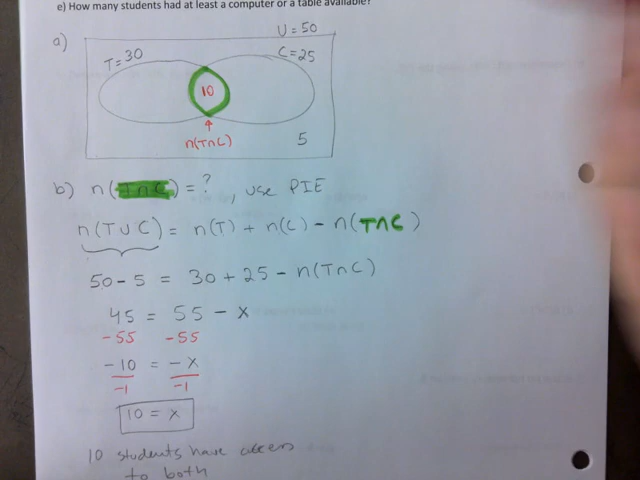 e) How many students had at least a computer or a table available?
a)
U = 50
T = 30
C = 25
10
n(T∩C)
5
b) n(T∩C) = ? , use PIE
n(T∪C) = n(T) + n(C) - n(T∩C)
50 - 5 = 30 + 25 - n(T∩C)
45 = 55 - x
-55 -55
-10 = -x
-1 -1
10 = x
10 students have access
to both